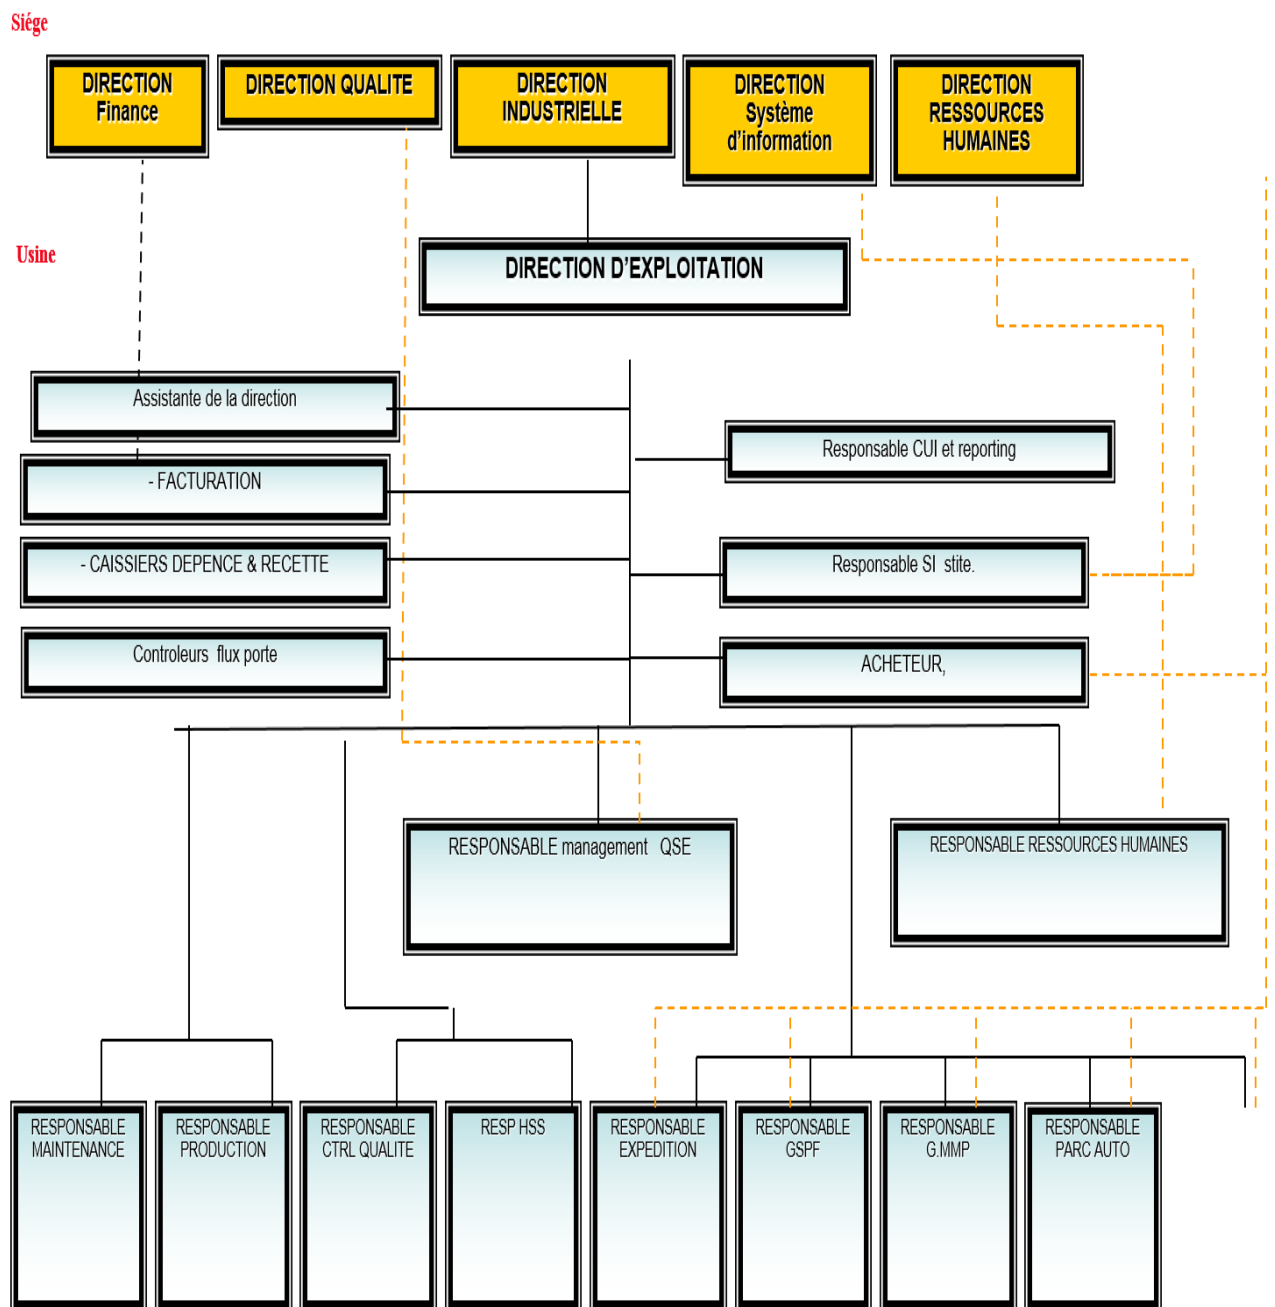 Siége
DIRECTION
Finance
DIRECTION QUALITE
DIRECTION
INDUSTRIELLE
DIRECTION
Système
d'information
DIRECTION
RESSOURCES
HUMAINES
Usine
DIRECTION D'EXPLOITATION
Assistante de la direction
Responsable CUI et reporting
- FACTURATION
- CAISSIERS DEPENCE & RECETTE
Responsable SI stite.
Controleurs flux porte
ACHETEUR,
RESPONSABLE management QSE
RESPONSABLE RESSOURCES HUMAINES
RESPONSABLE
MAINTENANCE
RESPONSABLE
PRODUCTION
RESPONSABLE
CTRL QUALITE
RESP HSS
RESPONSABLE
EXPEDITION
RESPONSABLE
GSPF
RESPONSABLE
G.MMP
RESPONSABLE
PARC AUTO